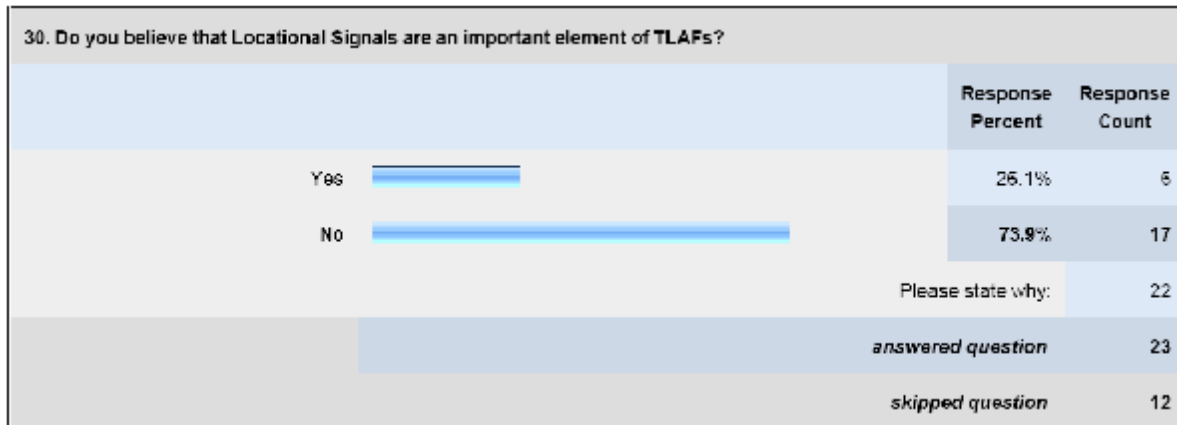 30. Do you believe that Locational Signals are an important element of TLAFs?
Response Percent
Response Count
Yes 26.1% 6
No 73.9% 17
Please state why: 22
answered question 23
skipped question 12